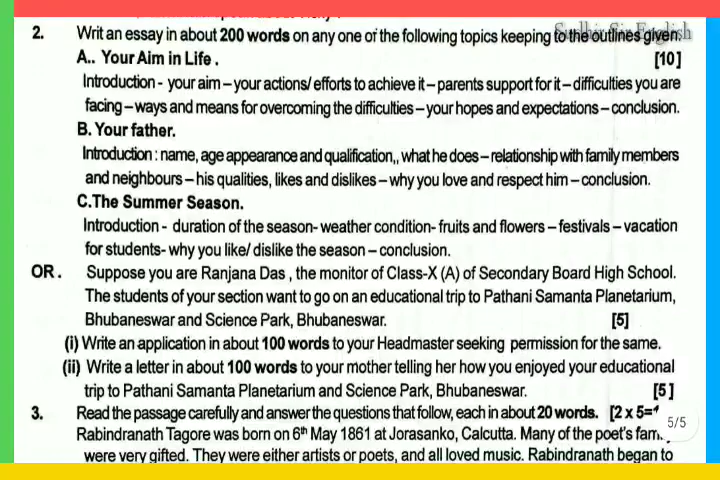 2. Writ an essay in about 200 words on any one of the following topics keeping to the outlines given.
Sudhir Sir English
A.. Your Aim in Life . [10]
Introduction - your aim – your actions/ efforts to achieve it – parents support for it – difficulties you are
facing – ways and means for overcoming the difficulties – your hopes and expectations – conclusion.
B. Your father.
Introduction : name, age appearance and qualification,, what he does – relationship with family members
and neighbours – his qualities, likes and dislikes – why you love and respect him – conclusion.
C.The Summer Season.
Introduction - duration of the season- weather condition- fruits and flowers – festivals – vacation
for students- why you like/ dislike the season – conclusion.
OR . Suppose you are Ranjana Das , the monitor of Class-X (A) of Secondary Board High School.
The students of your section want to go on an educational trip to Pathani Samanta Planetarium,
Bhubaneswar and Science Park, Bhubaneswar. [5]
(i) Write an application in about 100 words to your Headmaster seeking permission for the same.
(ii) Write a letter in about 100 words to your mother telling her how you enjoyed your educational
trip to Pathani Samanta Planetarium and Science Park, Bhubaneswar. [5]
3. Read the passage carefully and answer the questions that follow, each in about 20 words. [2 x 5=
5/5
Rabindranath Tagore was born on 6th May 1861 at Jorasanko, Calcutta. Many of the poet's
were very gifted. They were either artists or poets, and all loved music. Rabindranath began to